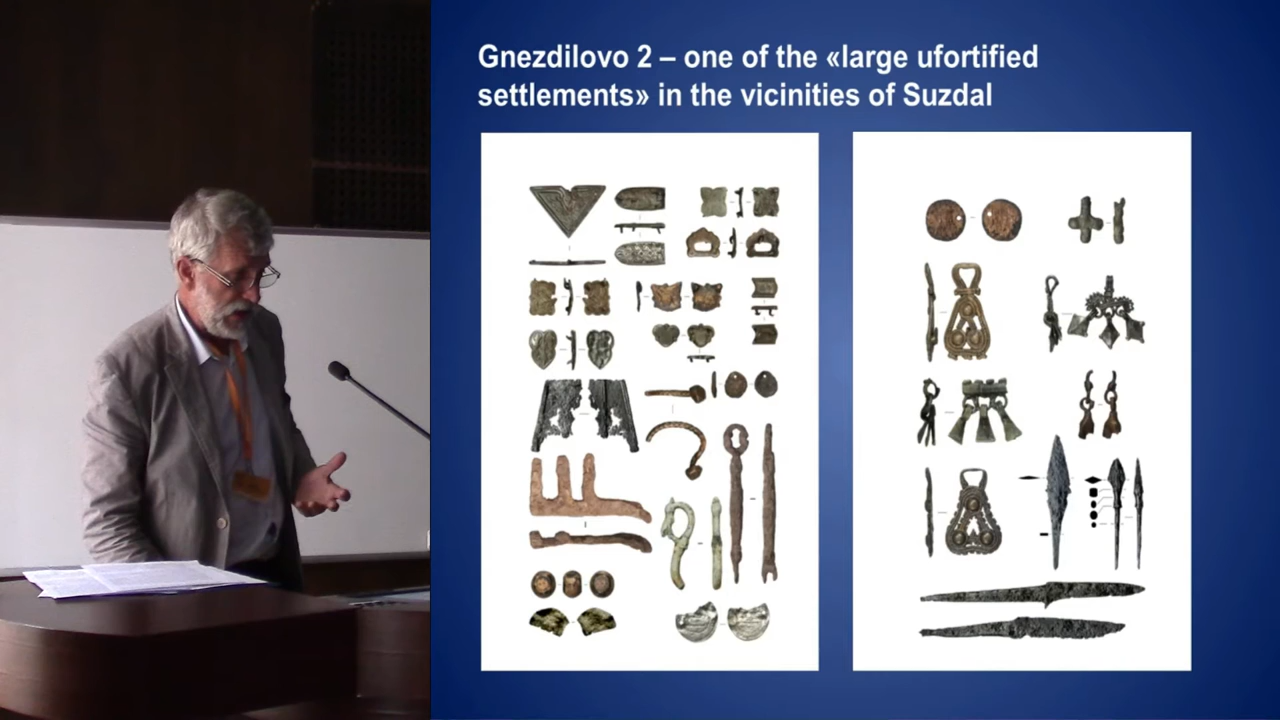 Gnezdilovo 2 – one of the «large ufortified
settlements» in the vicinities of Suzdal